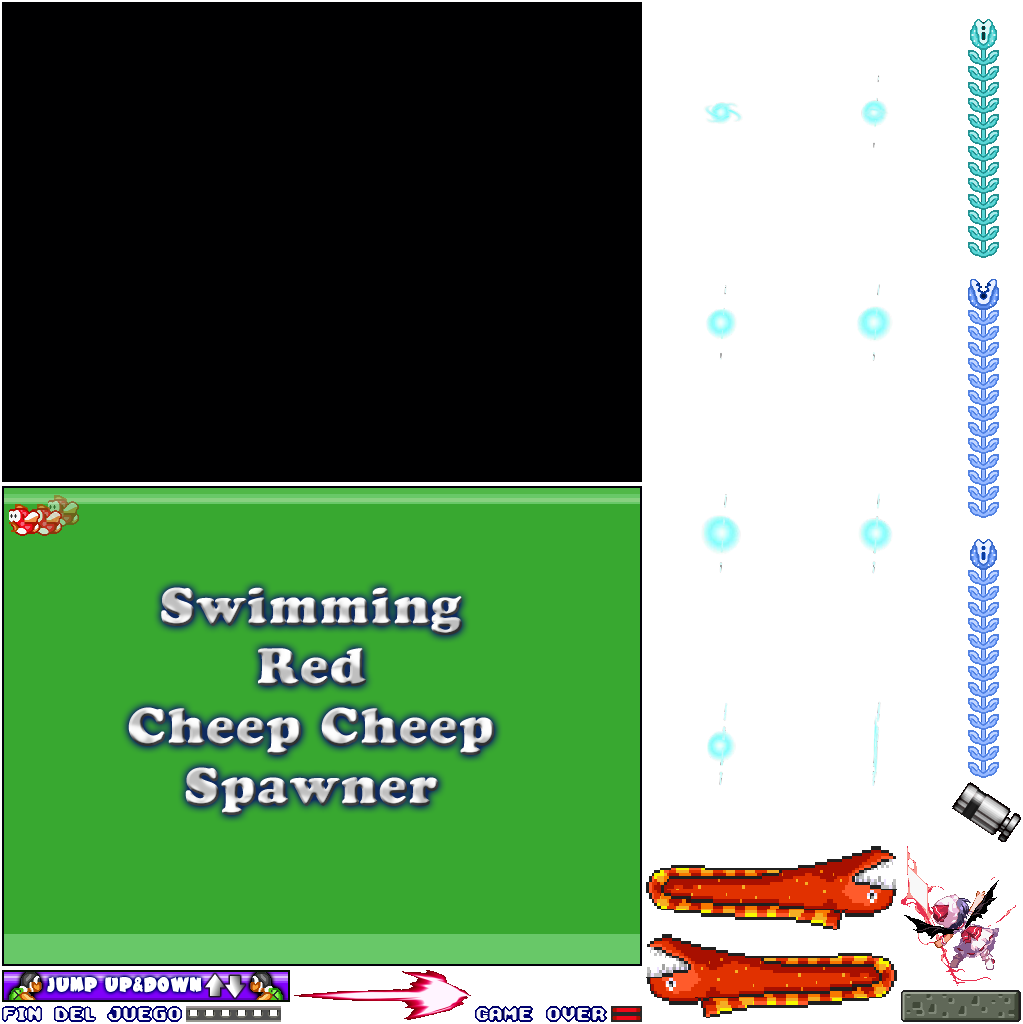 Swimming
Red
Cheep Cheep
Spawner
JUMP UP&DOWN
FIN DEL JUEGO
GAME OVER